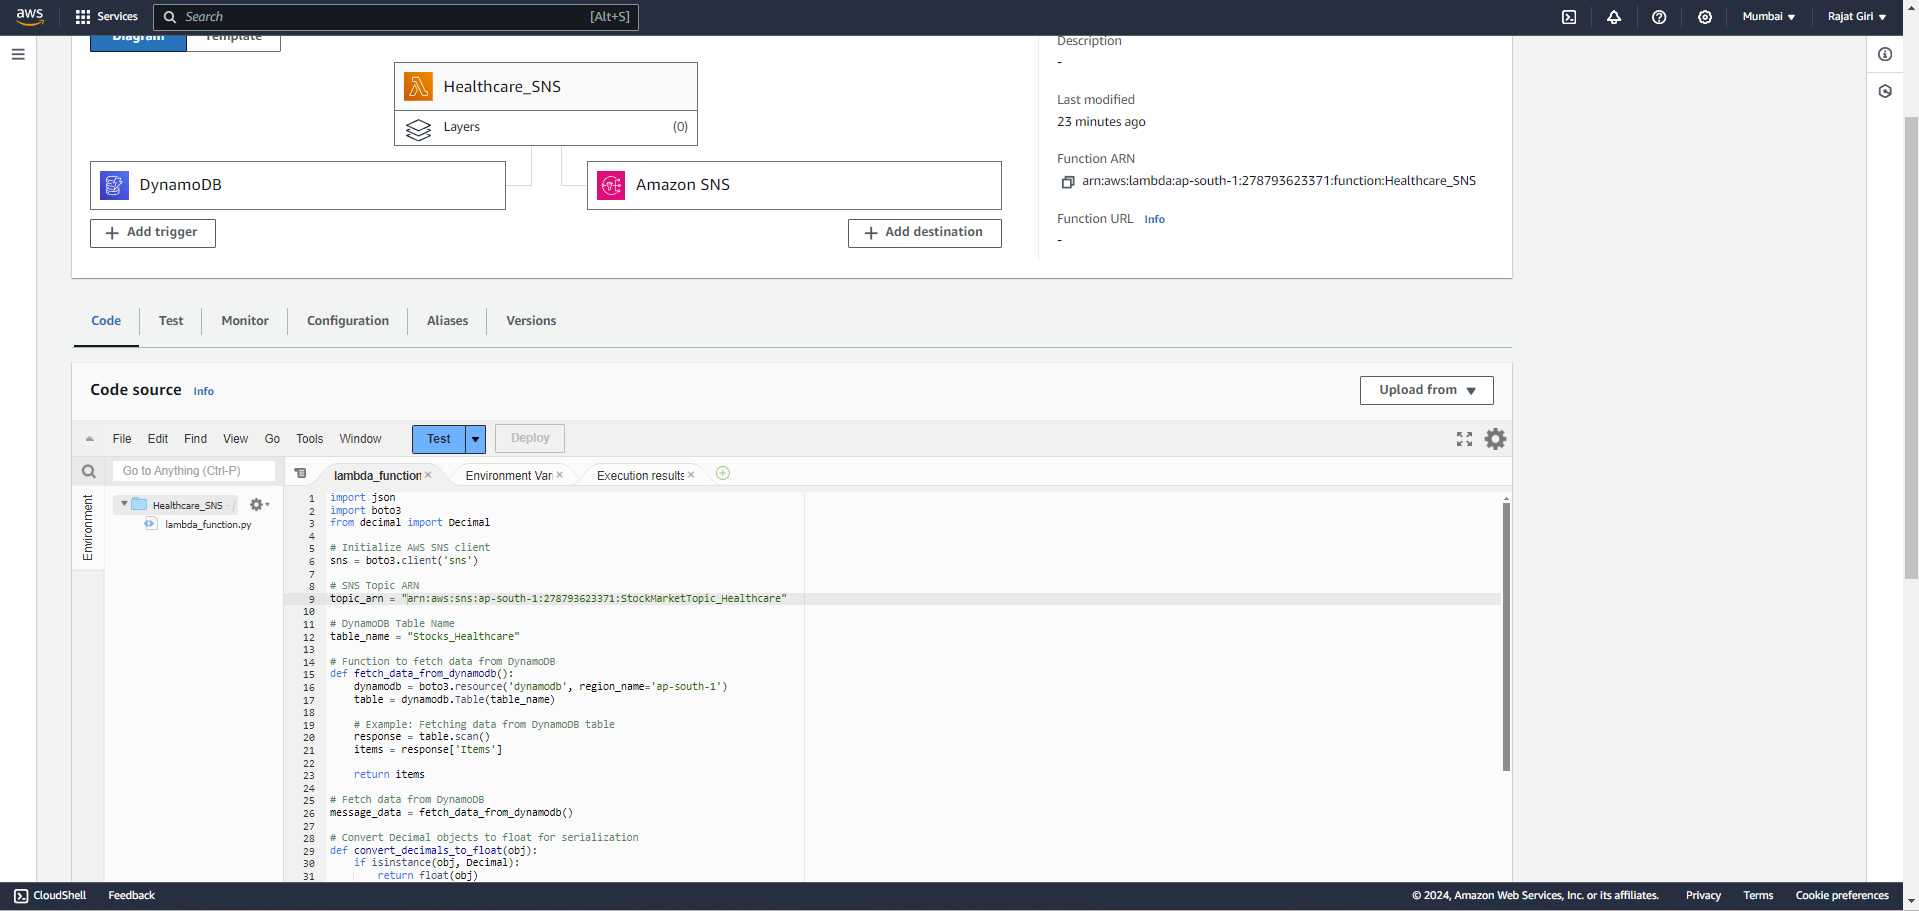 aws
Services
Search
[Alt+S]
Mumbai
Rajat Giri
Diagram
Template
Healthcare_SNS
Layers
(0)
DynamoDB
Amazon SNS
Add trigger
Add destination
Description
-
Last modified
23 minutes ago
Function ARN
arn:aws:lambda:ap-south-1:278793623371:function:Healthcare_SNS
Function URL Info
-
Code
Test
Monitor
Configuration
Aliases
Versions
Code source Info
Upload from
File Edit Find View Go Tools Window
Test
Deploy
Go to Anything (Ctrl-P)
lambda_function
Environment Vari
Execution results
Environment
Healthcare_SNS - /
lambda_function.py
1 import json
2 import boto3
3 from decimal import Decimal
4
5 # Initialize AWS SNS client
6 sns = boto3.client('sns')
7
8 # SNS Topic ARN
9 topic_arn = "arn:aws:sns:ap-south-1:278793623371:StockMarketTopic_Healthcare"
10
11 # DynamoDB Table Name
12 table_name = "Stocks_Healthcare"
13
14 # Function to fetch data from DynamoDB
15 def fetch_data_from_dynamodb():
16 dynamodb = boto3.resource('dynamodb', region_name='ap-south-1')
17 table = dynamodb.Table(table_name)
18
19 # Example: Fetching data from DynamoDB table
20 response = table.scan()
21 items = response['Items']
22
23 return items
24
25 # Fetch data from DynamoDB
26 message_data = fetch_data_from_dynamodb()
27
28 # Convert Decimal objects to float for serialization
29 def convert_decimals_to_float(obj):
30 if isinstance(obj, Decimal):
31 return float(obj)
CloudShell
Feedback
© 2024, Amazon Web Services, Inc. or its affiliates.
Privacy
Terms
Cookie preferences